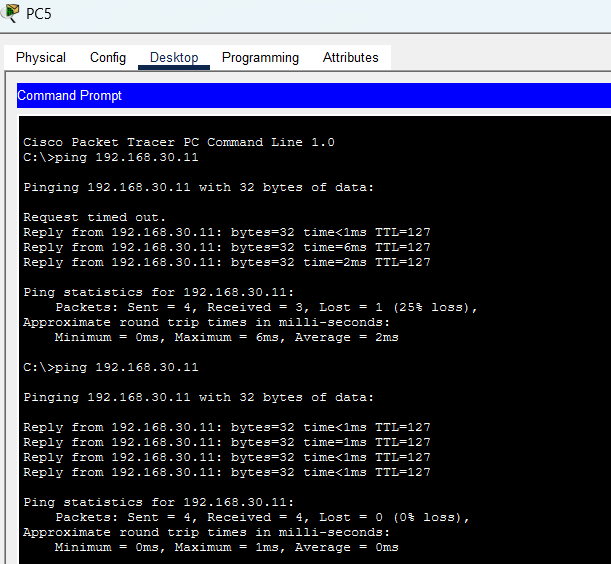 PC5
Physical Config Desktop Programming Attributes
Command Prompt
Cisco Packet Tracer PC Command Line 1.0
C:\>ping 192.168.30.11
Pinging 192.168.30.11 with 32 bytes of data:
Request timed out.
Reply from 192.168.30.11: bytes=32 time<1ms TTL=127
Reply from 192.168.30.11: bytes=32 time=6ms TTL=127
Reply from 192.168.30.11: bytes=32 time=2ms TTL=127
Ping statistics for 192.168.30.11:
    Packets: Sent = 4, Received = 3, Lost = 1 (25% loss),
Approximate round trip times in milli-seconds:
    Minimum = 0ms, Maximum = 6ms, Average = 2ms
C:\>ping 192.168.30.11
Pinging 192.168.30.11 with 32 bytes of data:
Reply from 192.168.30.11: bytes=32 time<1ms TTL=127
Reply from 192.168.30.11: bytes=32 time=1ms TTL=127
Reply from 192.168.30.11: bytes=32 time<1ms TTL=127
Reply from 192.168.30.11: bytes=32 time<1ms TTL=127
Ping statistics for 192.168.30.11:
    Packets: Sent = 4, Received = 4, Lost = 0 (0% loss),
Approximate round trip times in milli-seconds:
    Minimum = 0ms, Maximum = 1ms, Average = 0ms